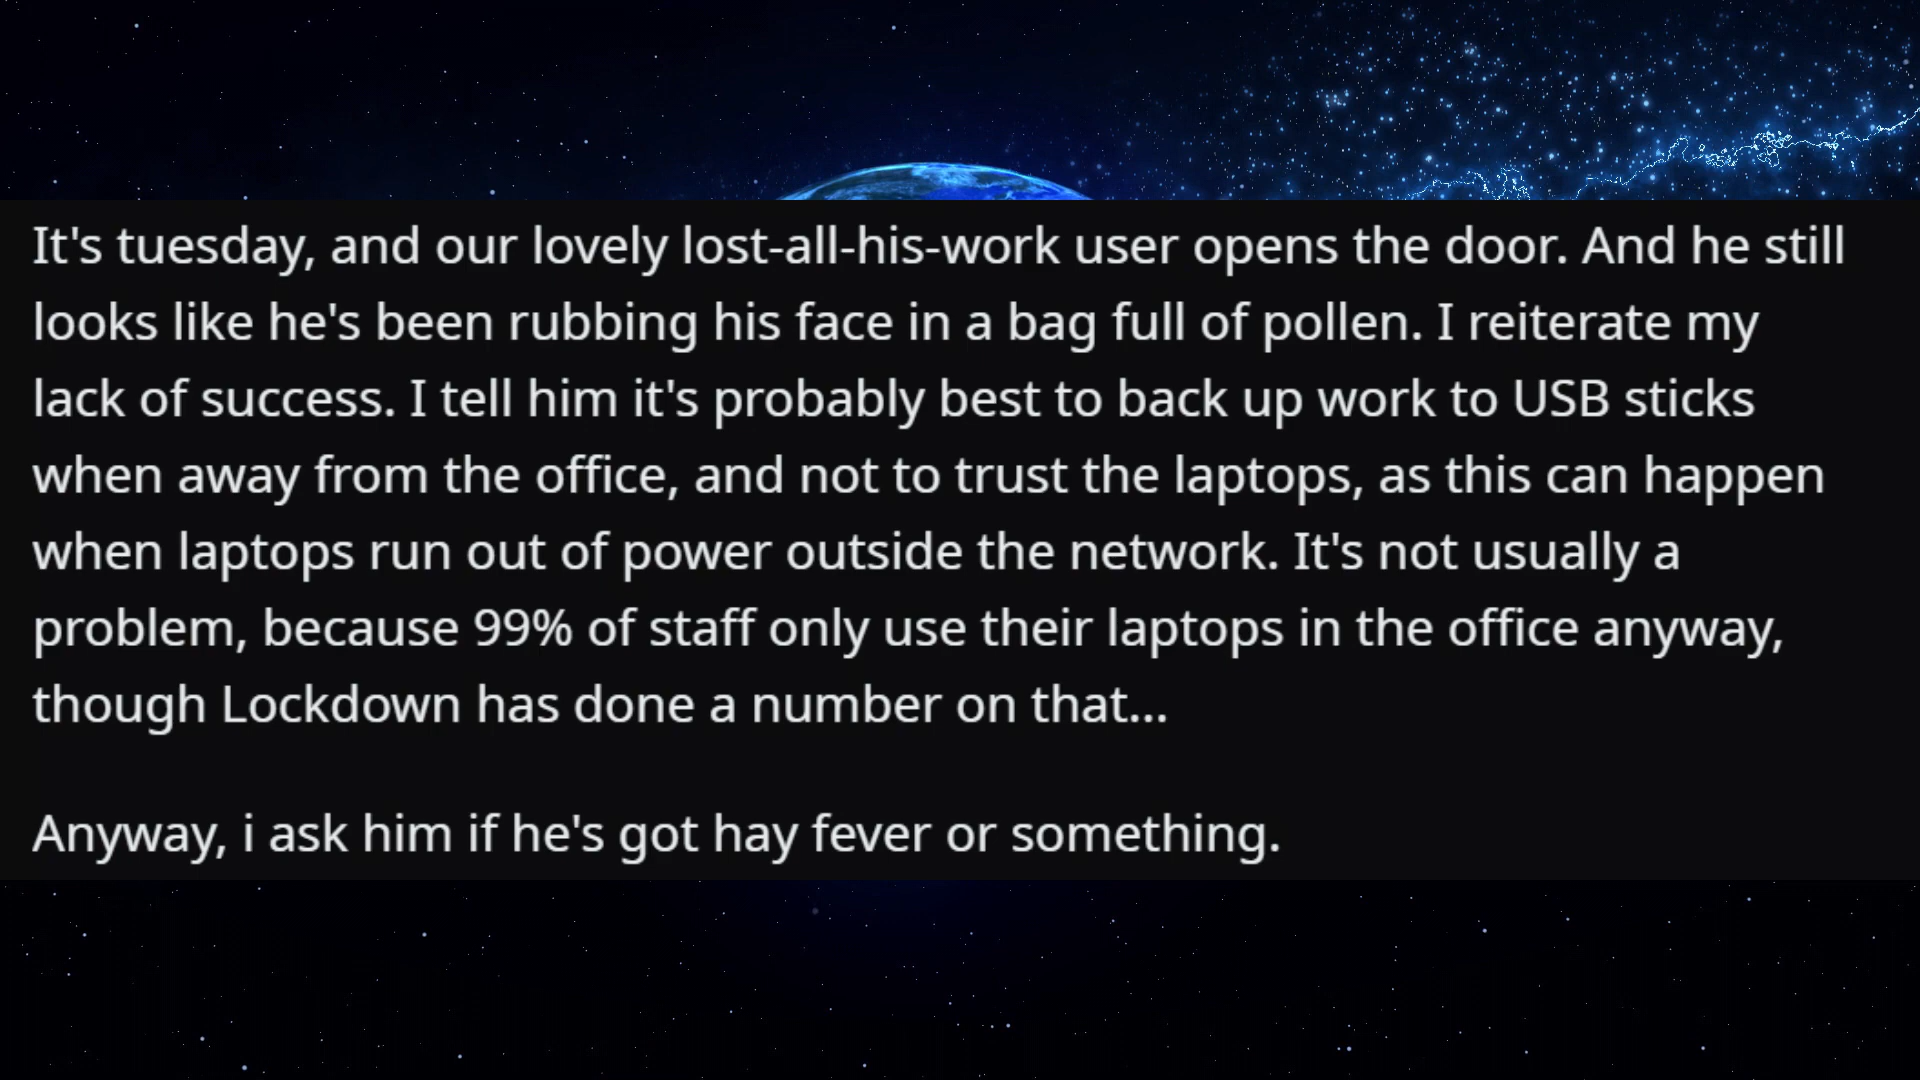 It's tuesday, and our lovely lost-all-his-work user opens the door. And he still
looks like he's been rubbing his face in a bag full of pollen. I reiterate my
lack of success. I tell him it's probably best to back up work to USB sticks
when away from the office, and not to trust the laptops, as this can happen
when laptops run out of power outside the network. It's not usually a
problem, because 99% of staff only use their laptops in the office anyway,
though Lockdown has done a number on that...
Anyway, i ask him if he's got hay fever or something.